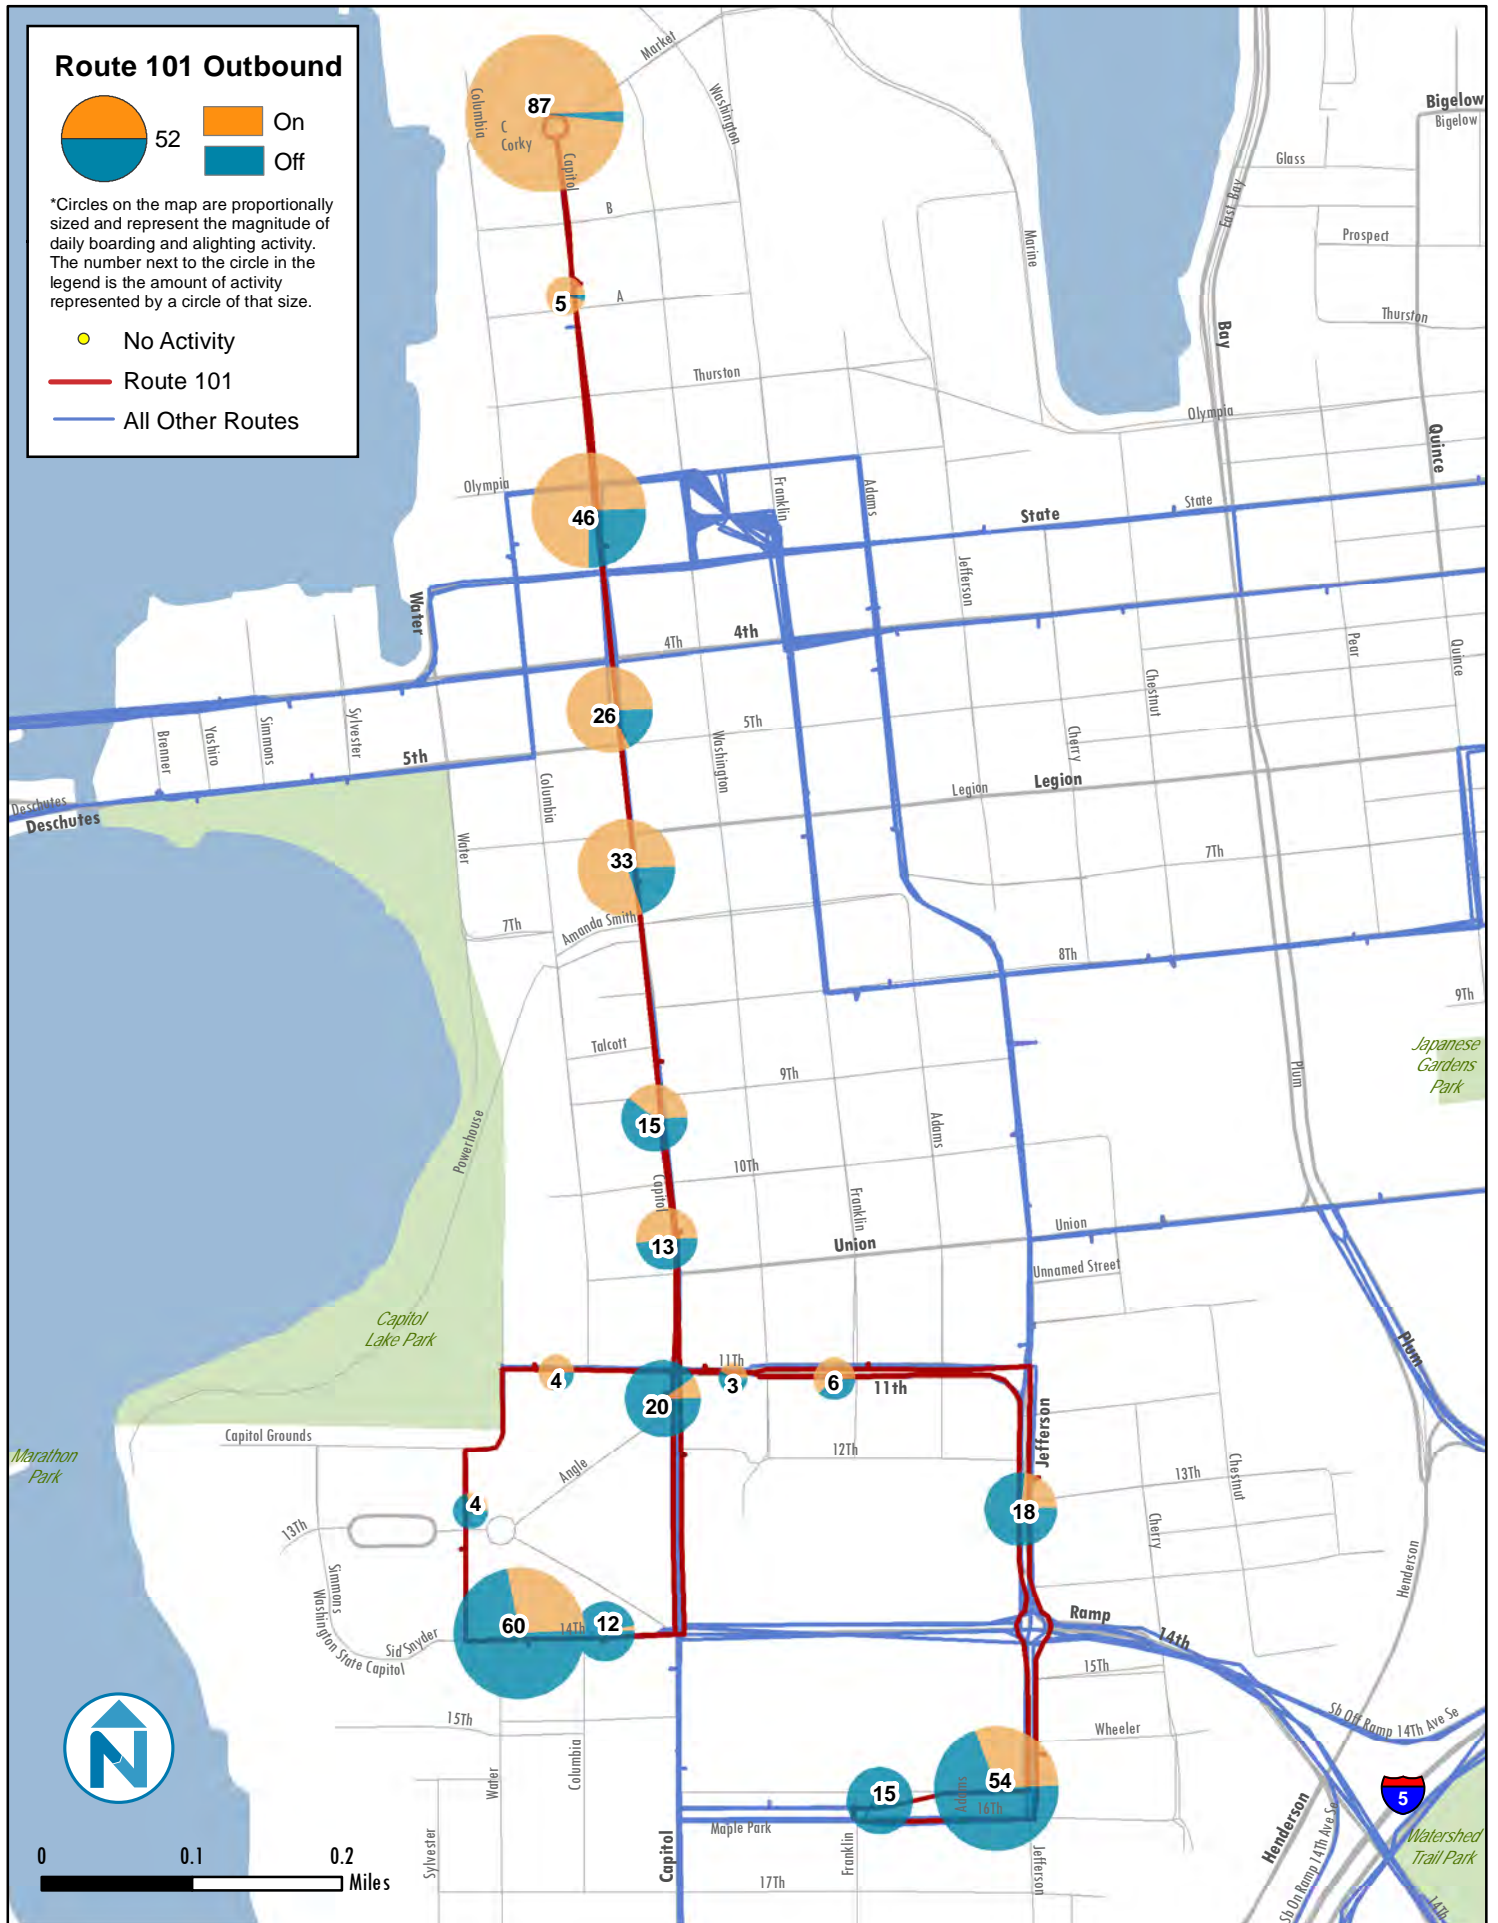 Route 101 Outbound
52
On
Off
*Circles on the map are proportionally
sized and represent the magnitude of
daily boarding and alighting activity.
The number next to the circle in the
legend is the amount of activity
represented by a circle of that size.
No Activity
Route 101
All Other Routes
Market
87
Columbia
C
Corky
Capitol
Washington
Bigelow
Bigelow
Glass
East Bay
B
Marine
Prospect
5
A
Thurston
Bay
Thurston
Olympia
Quince
Olympia
Franklin
Adams
46
State
State
Jefferson
Water
4Th
4th
Pear
Quince
Chestnut
Brenner
Yashiro
Simmons
Sylvester
26
5Th
Cherry
5th
Washington
Columbia
Legion
Legion
Deschutes
Deschutes
Water
33
7Th
7Th
Amanda Smith
8Th
9Th
Talcott
9Th
Japanese
Gardens
Park
Plum
Powerhouse
15
Adams
10Th
Capitol
Franklin
13
Union
Union
Unnamed Street
Capitol
Lake Park
Plum
11Th
4
3
6
11th
20
Jefferson
Capitol Grounds
12Th
Marathon
Park
Angle
13Th
Chestnut
4
18
13Th
Cherry
Simmons
Henderson
Washington State Capitol
60
14Th
12
Ramp
14th
Sid Snyder
15Th
15Th
Wheeler
Sb Off Ramp 14Th Ave Se
Water
Columbia
54
15
Adams
16Th
5
Maple Park
Henderson
Sb On Ramp 14Th Ave Se
Watershed
Trail Park
Sylvester
Capitol
Franklin
Jefferson
17Th
14Th
N
0
0.1
0.2
Miles